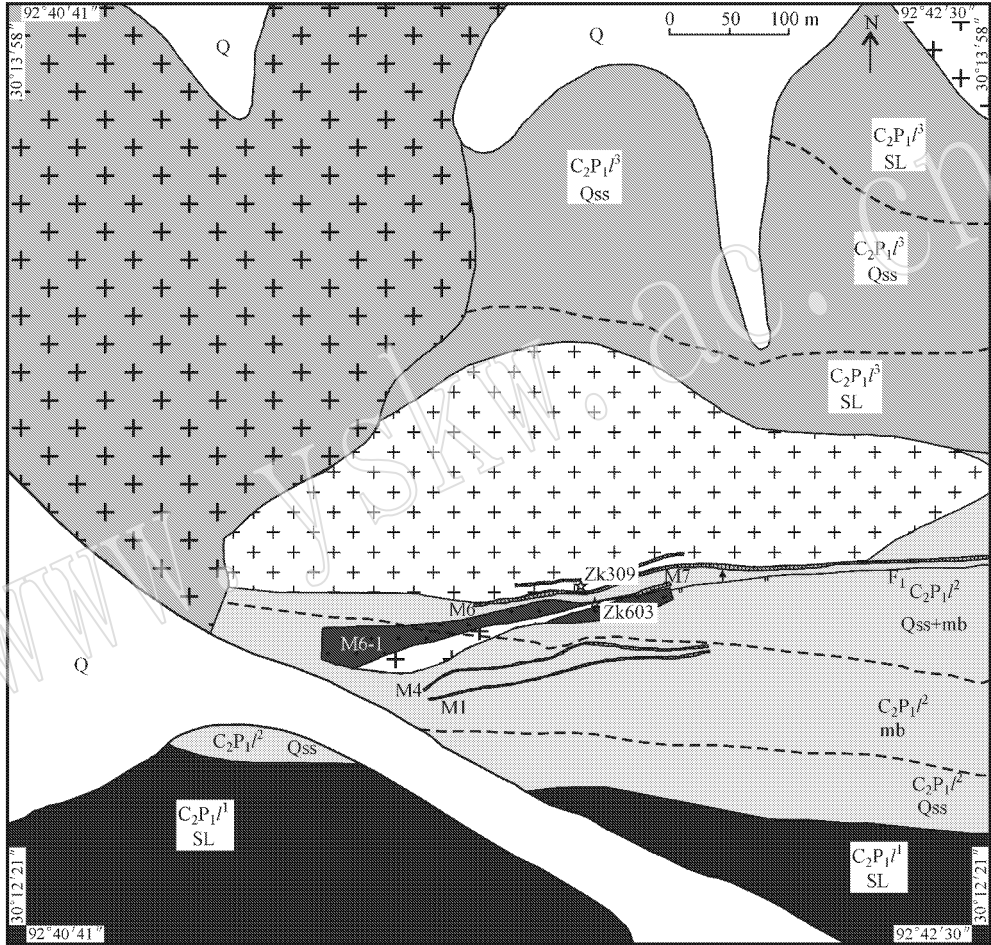 92°40′41″
Q
Q
0 50 100 m
N
92°42′30″
30°13′58″
30°13′58″
C₂P₁l³
SL
C₂P₁l³
Qss
C₂P₁l³
Qss
C₂P₁l³
SL
Zk309
M7
F₁
C₂P₁l²
Qss+mb
M6
Zk603
M6-1
Q
M4
M1
C₂P₁l²
mb
C₂P₁l² Qss
C₂P₁l²
Qss
C₂P₁l¹
SL
C₂P₁l¹
SL
30°12′21″
30°12′21″
92°40′41″
92°42′30″
www.yskw.ac.cn